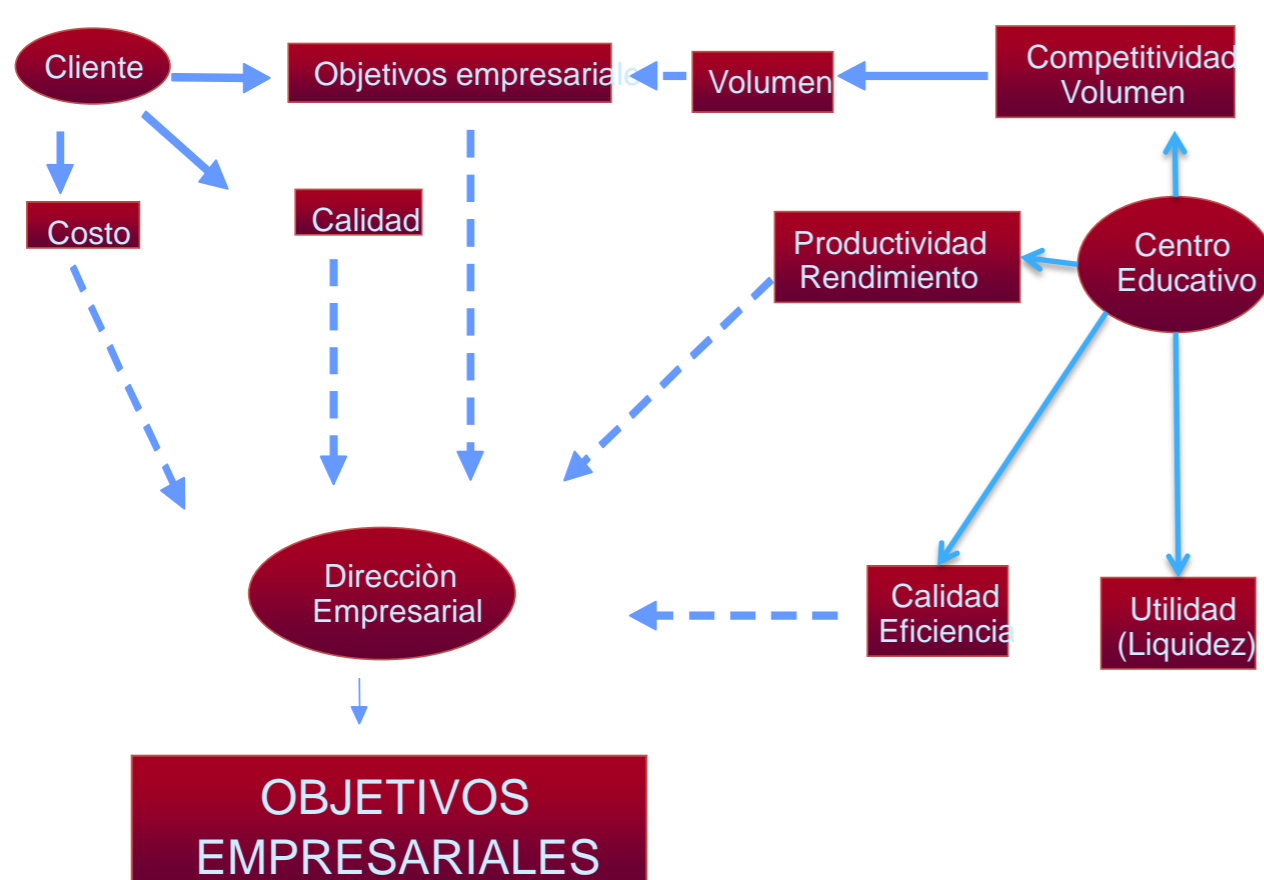 Cliente
Objetivos empresariale
Volumen
Competitividad
Volumen
Costo
Calidad
Productividad
Rendimiento
Centro
Educativo
Direcciòn
Empresarial
Calidad
Eficiencia
Utilidad
(Liquidez)
OBJETIVOS
EMPRESARIALES